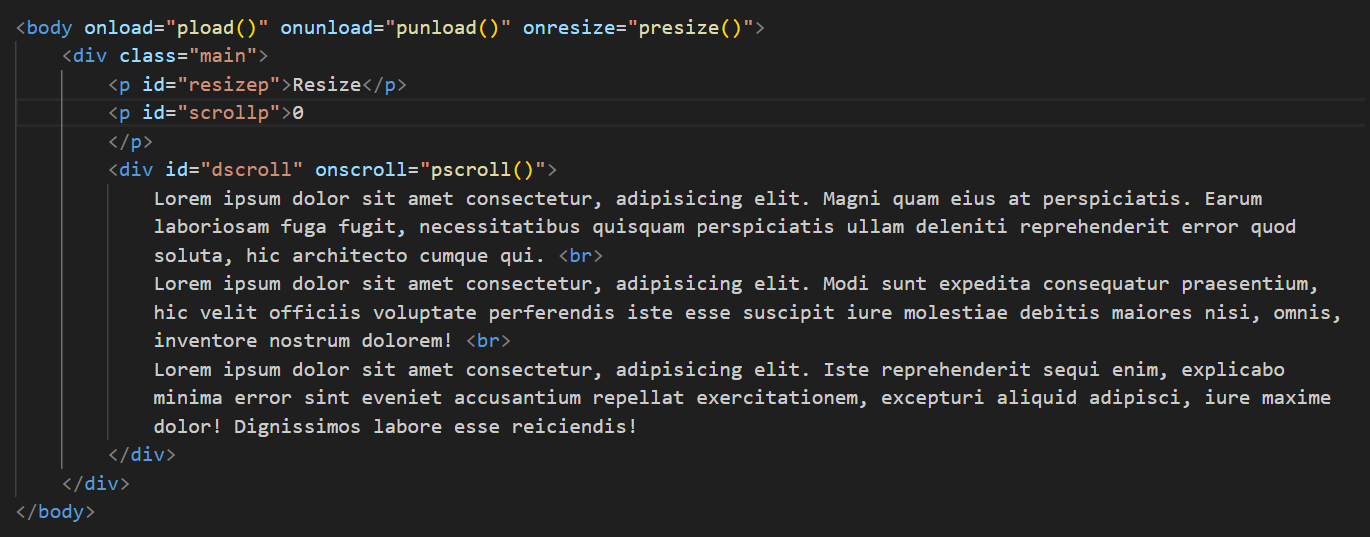 <body onload="pload()" onunload="punload()" onresize="presize()">
<div class="main">
<p id="resizep">Resize</p>
<p id="scrollp">0
</p>
<div id="dscroll" onscroll="pscroll()">
Lorem ipsum dolor sit amet consectetur, adipisicing elit. Magni quam eius at perspiciatis. Earum
laboriosam fuga fugit, necessitatibus quisquam perspiciatis ullam deleniti reprehenderit error quod
soluta, hic architecto cumque qui. <br>
Lorem ipsum dolor sit amet consectetur, adipisicing elit. Modi sunt expedita consequatur praesentium,
hic velit officiis voluptate perferendis iste esse suscipit iure molestiae debitis maiores nisi, omnis,
inventore nostrum dolorem! <br>
Lorem ipsum dolor sit amet consectetur, adipisicing elit. Iste reprehenderit sequi enim, explicabo
minima error sint eveniet accusantium repellat exercitationem, excepturi aliquid adipisci, iure maxime
dolor! Dignissimos labore esse reiciendis!
</div>
</div>
</body>